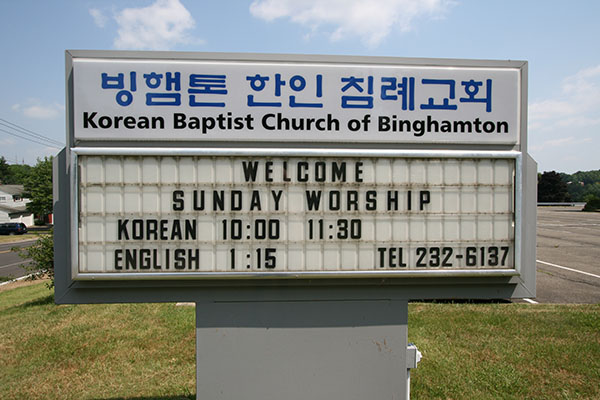 빙햄톤 한인 침례교회
Korean Baptist Church of Binghamton
WELCOME
SUNDAY WORSHIP
KOREAN 10:00 11:30
ENGLISH 1:15 TEL 232-6137